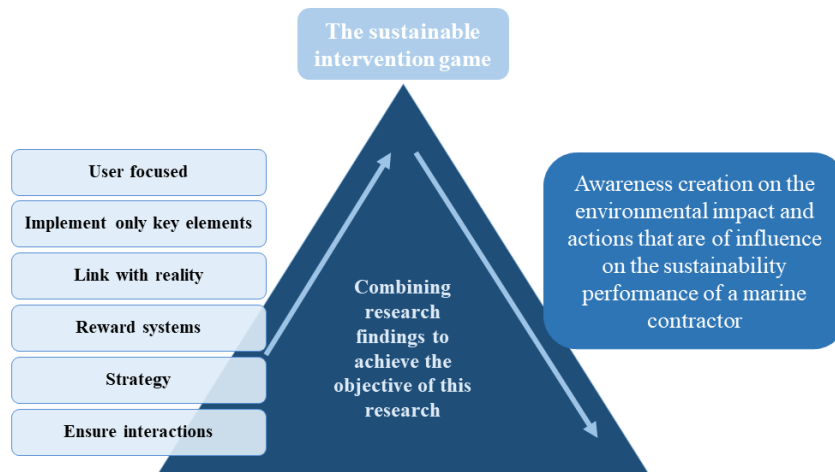 The sustainable
intervention game
User focused
Implement only key elements
Link with reality
Reward systems
Strategy
Ensure interactions
Combining
research
findings to
achieve the
objective of this
research
Awareness creation on the
environmental impact and
actions that are of influence
on the sustainability
performance of a marine
contractor